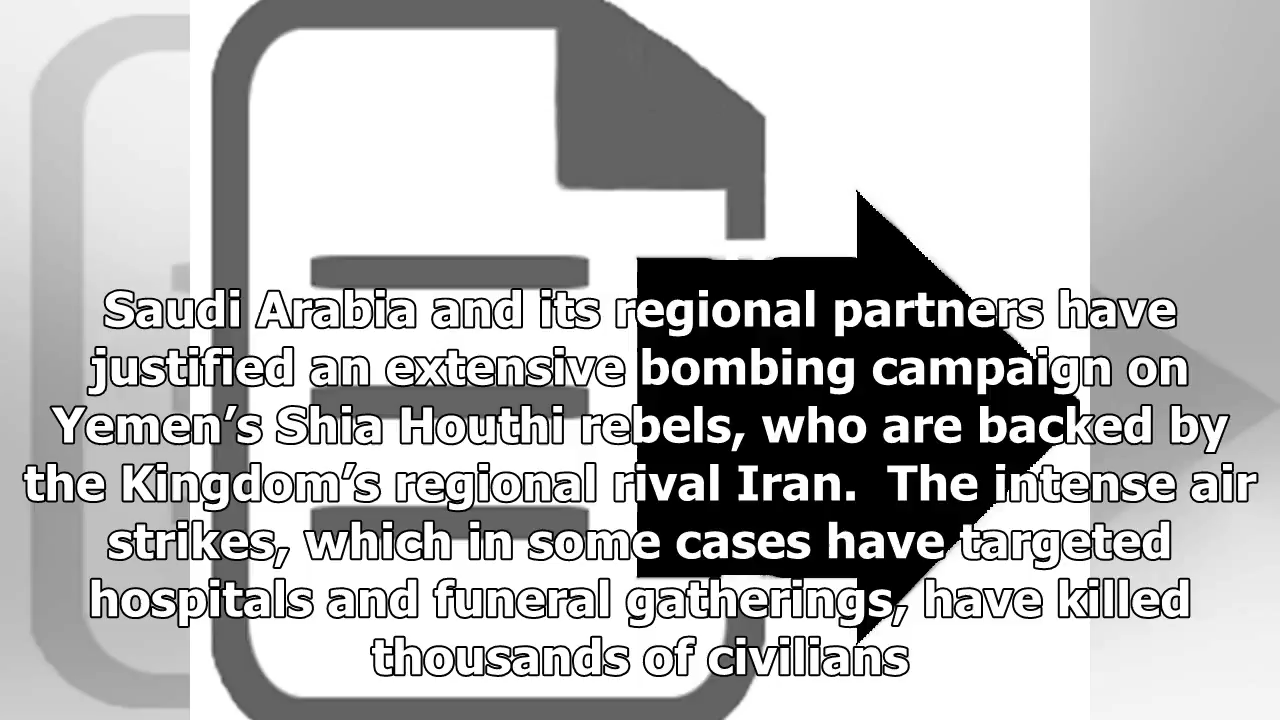 Saudi Arabia and its regional partners have
justified an extensive bombing campaign on
Yemen’s Shia Houthi rebels, who are backed by
the Kingdom’s regional rival Iran.  The intense air
strikes, which in some cases have targeted
hospitals and funeral gatherings, have killed
thousands of civilians